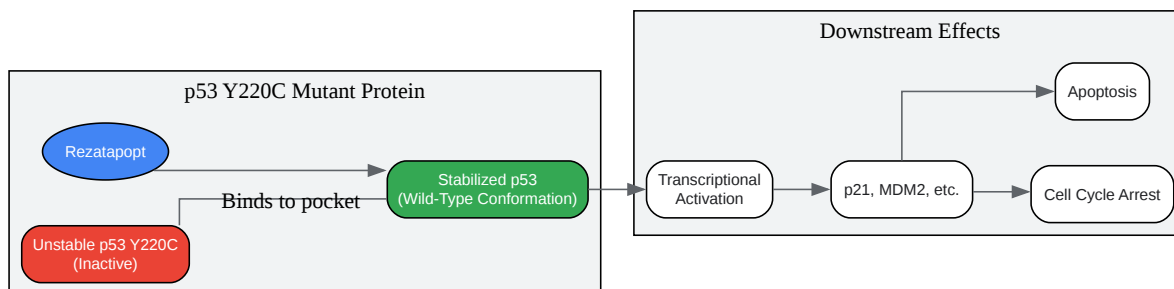 p53 Y220C Mutant Protein
Rezatapopt
Binds to pocket
Unstable p53 Y220C
(Inactive)
Stabilized p53
(Wild-Type Conformation)
Downstream Effects
Transcriptional
Activation
p21, MDM2, etc.
Apoptosis
Cell Cycle Arrest